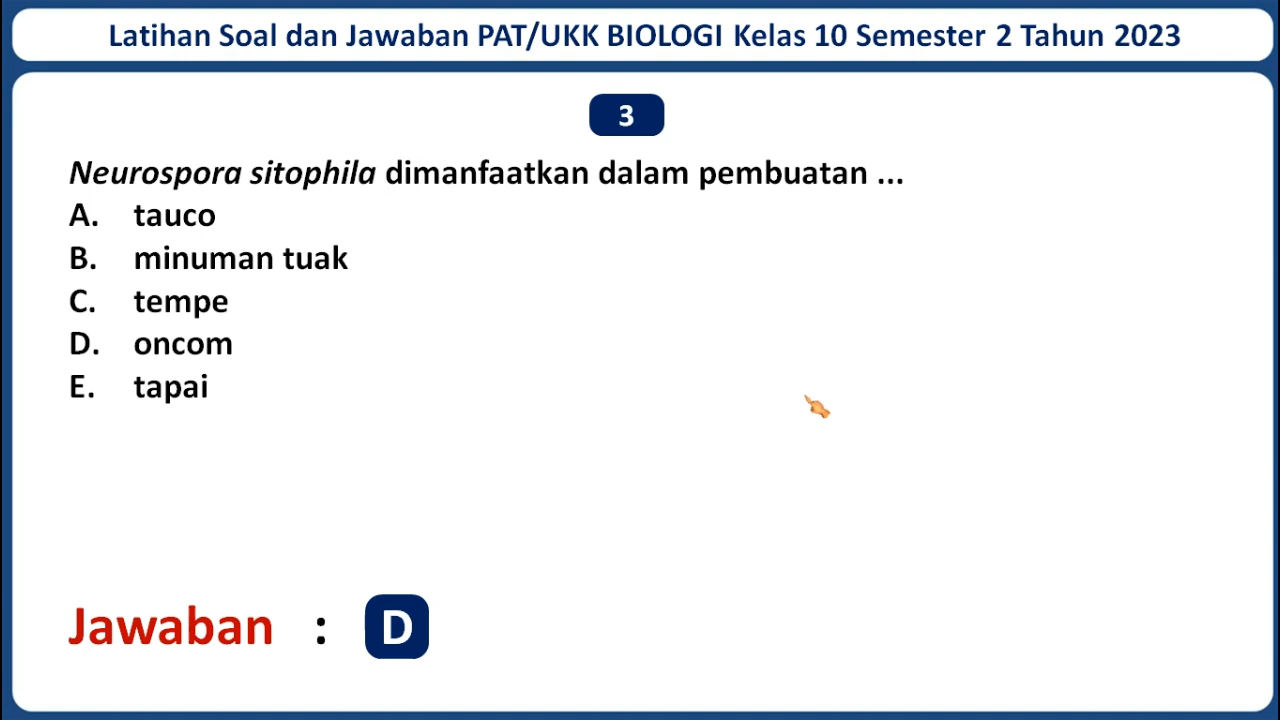 Latihan Soal dan Jawaban PAT/UKK BIOLOGI Kelas 10 Semester 2 Tahun 2023
3
Neurospora sitophila dimanfaatkan dalam pembuatan ...
A. tauco
B. minuman tuak
C. tempe
D. oncom
E. tapai
Jawaban : D